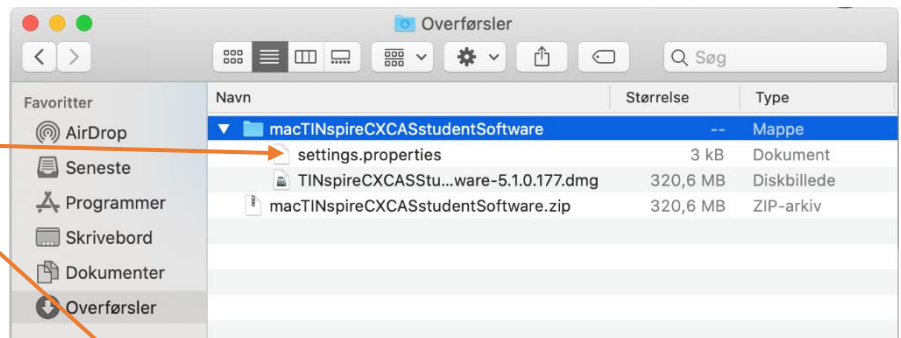 Overførsler
Søg
Favoritter
AirDrop
Seneste
Programmer
Skrivebord
Dokumenter
Overførsler
Navn Størrelse Type
macTINspireCXCASstudentSoftware -- Mappe
settings.properties 3 kB Dokument
TINspireCXCASStu...ware-5.1.0.177.dmg 320,6 MB Diskbillede
macTINspireCXCASstudentSoftware.zip 320,6 MB ZIP-arkiv